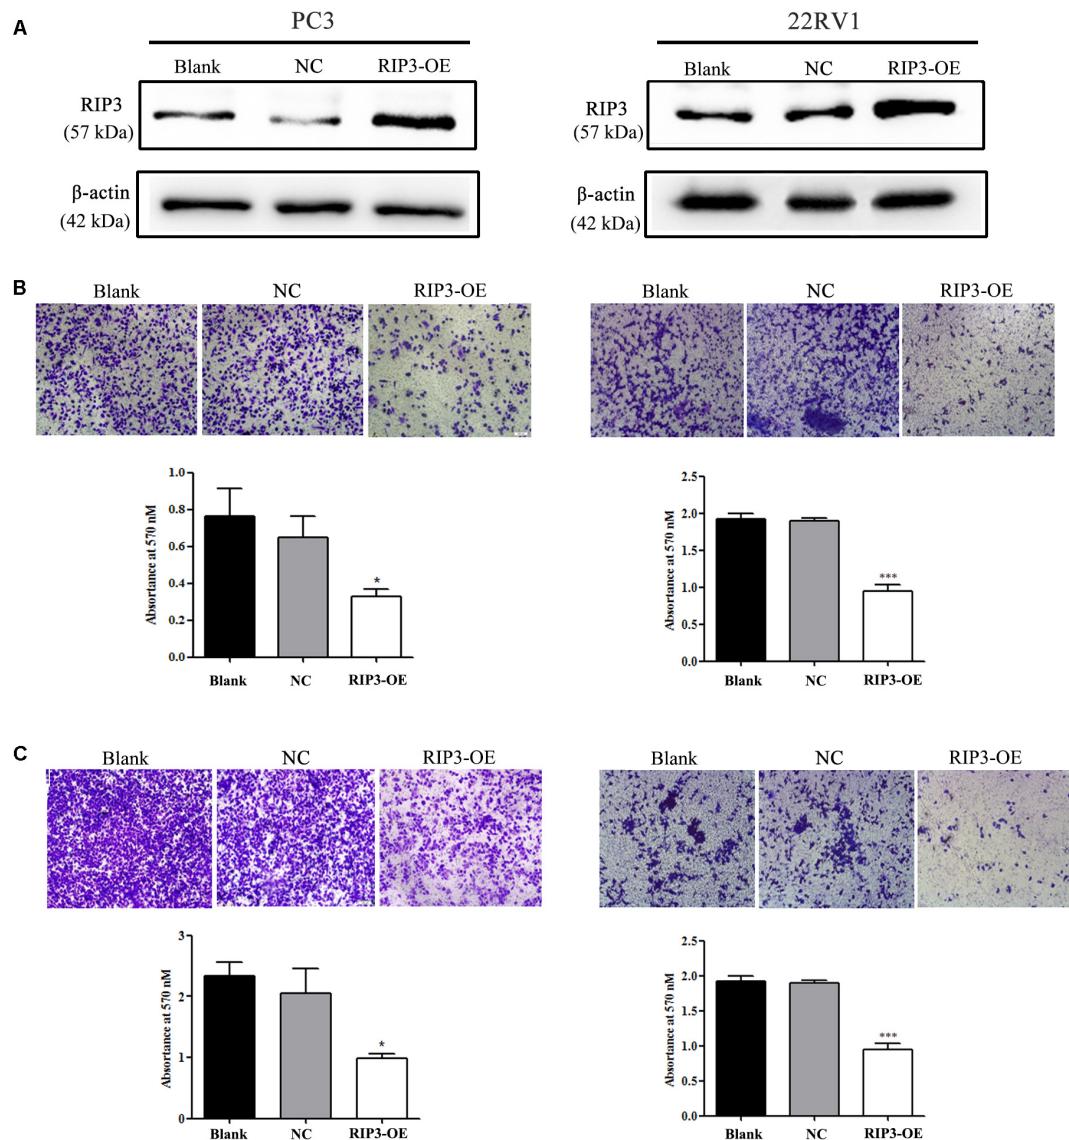 A
PC3
22RV1
Blank NC RIP3-OE
Blank NC RIP3-OE
RIP3
(57 kDa)
RIP3
(57 kDa)
β-actin
(42 kDa)
β-actin
(42 kDa)
B
Blank NC RIP3-OE
Blank NC RIP3-OE
Absortance at 570 nM
1.0
0.8
0.6
0.4
0.2
0.0
*
Blank NC RIP3-OE
Absortance at 570 nM
2.5
2.0
1.5
1.0
0.5
0.0
***
Blank NC RIP3-OE
C
Blank NC RIP3-OE
Blank NC RIP3-OE
Absortance at 570 nM
3
2
1
0
*
Blank NC RIP3-OE
Absortance at 570 nM
2.5
2.0
1.5
1.0
0.5
0.0
***
Blank NC RIP3-OE